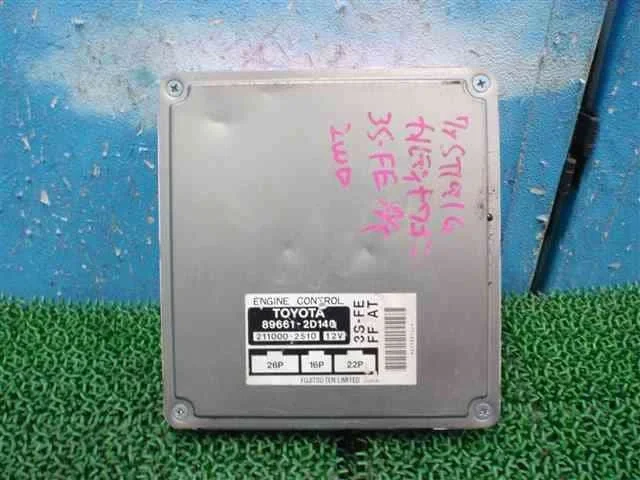 3S-FE
2WD
ENGINE CONTROL
TOYOTA
89661-2D140
211000-2510 12V
3S-FE
FF AT
26P 16P 22P
FUJITSU TEN LIMITED